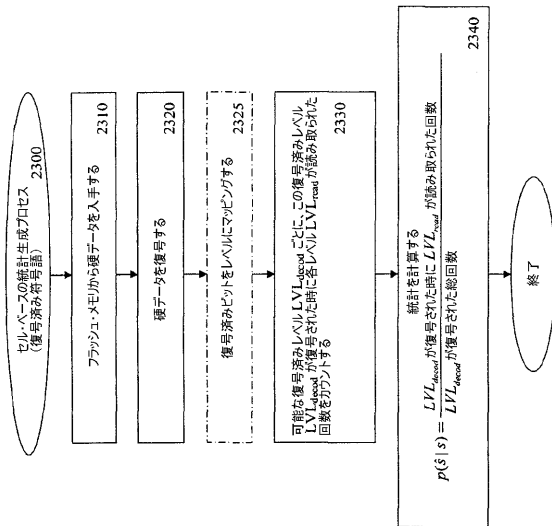 セル・ベースの統計生成プロセス
(復号済み符号語)
2300
フラッシュ・メモリから硬データを入手する
2310
硬データを復号する
2320
復号済みビットをレベルにマッピングする
2325
可能な復号済みレベルLVLdecodごとに、この復号済みレベル
LVLdecodが復号された時に各レベルLVLreadが読み取られた
回数をカウントする
2330
統計を計算する
p(ŝ | s) = LVLdecodが復号された時にLVLreadが読み取られた回数
LVLdecodが復号された総回数
2340
終了